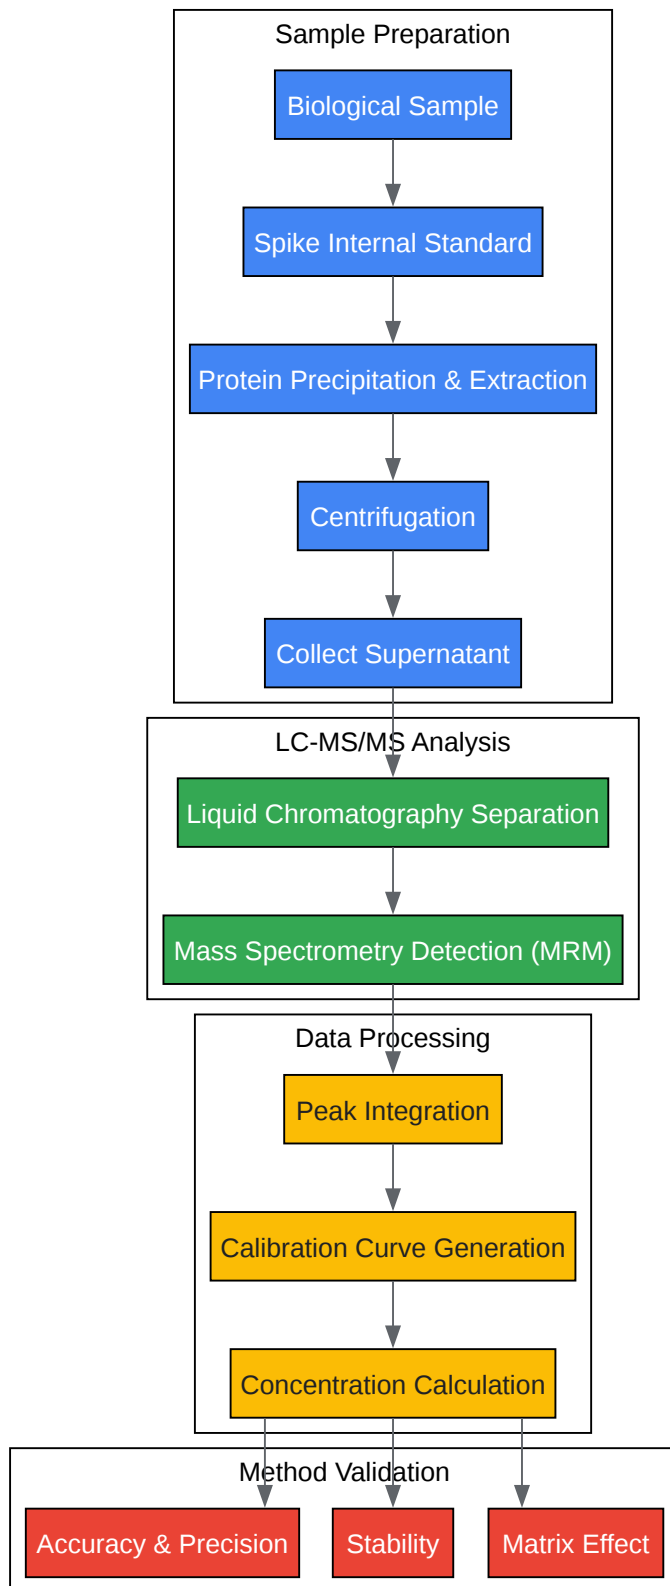 Sample Preparation
Biological Sample
Spike Internal Standard
Protein Precipitation & Extraction
Centrifugation
Collect Supernatant
LC-MS/MS Analysis
Liquid Chromatography Separation
Mass Spectrometry Detection (MRM)
Data Processing
Peak Integration
Calibration Curve Generation
Concentration Calculation
Method Validation
Accuracy & Precision
Stability
Matrix Effect